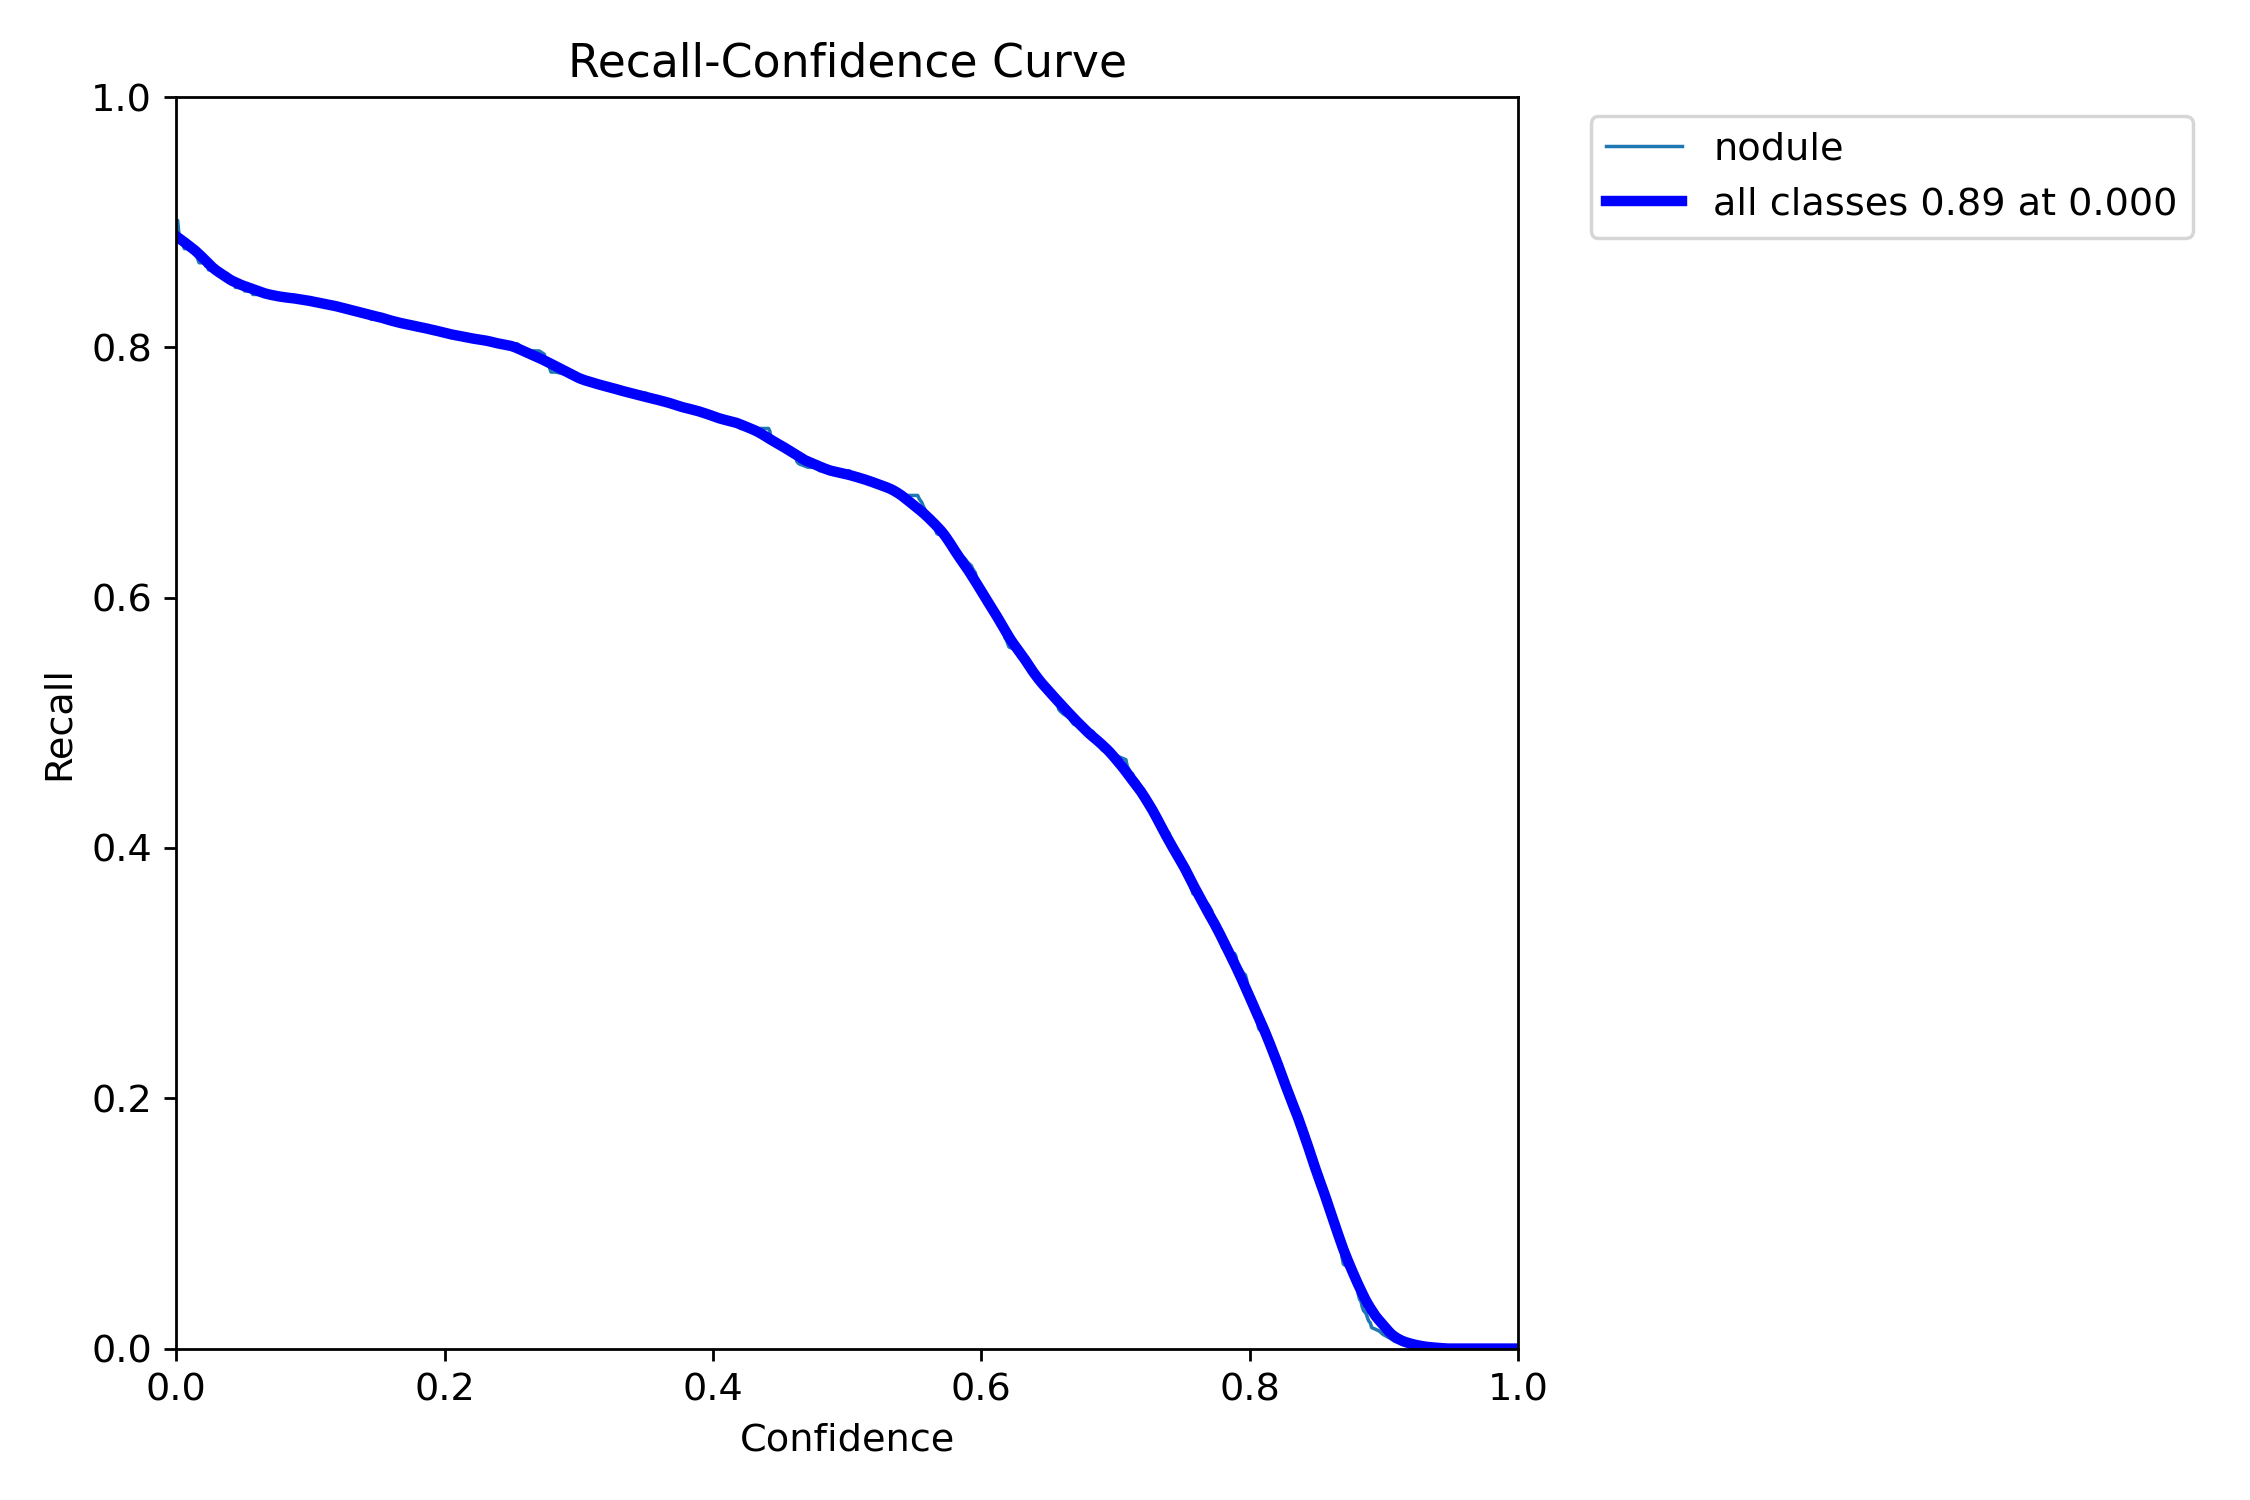 Recall-Confidence Curve
1.0
0.8
0.6
0.4
0.2
0.0
Recall
0.0 0.2 0.4 0.6 0.8 1.0
Confidence
nodule
all classes 0.89 at 0.000